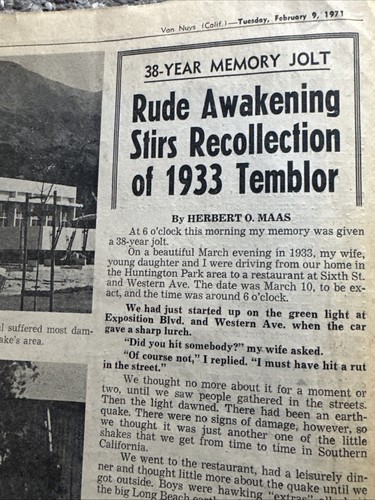 Van Nuys (Calif.)—Tuesday, February 9, 1971
38-YEAR MEMORY JOLT
Rude Awakening
Stirs Recollection
of 1933 Temblor
By HERBERT O. MAAS
At 6 o'clock this morning my memory was given
a 38-year jolt.
On a beautiful March evening in 1933, my wife,
young daughter and I were driving from our home in
the Huntington Park area to a restaurant at Sixth St.
and Western Ave. The date was March 10, to be ex-
act, and the time was around 6 o'clock.
We had just started up on the green light at
Exposition Blvd. and Western Ave. when the car
gave a sharp lurch.
"Did you hit somebody?" my wife asked.
"Of course not," I replied. "I must have hit a rut
in the street."
We thought no more about it for a moment or
two, until we saw people gathered in the streets.
Then the light dawned. There had been an earth-
quake. There were no signs of damage, however, so
we thought it was just another one of the little
shakes that we get from time to time in Southern
California.
We went to the restaurant, had a leisurely din-
ner and thought little more about the quake until we
got outside. Boys were hawking "extras"
the big Long Beach
suffered most dam-
ake's area.